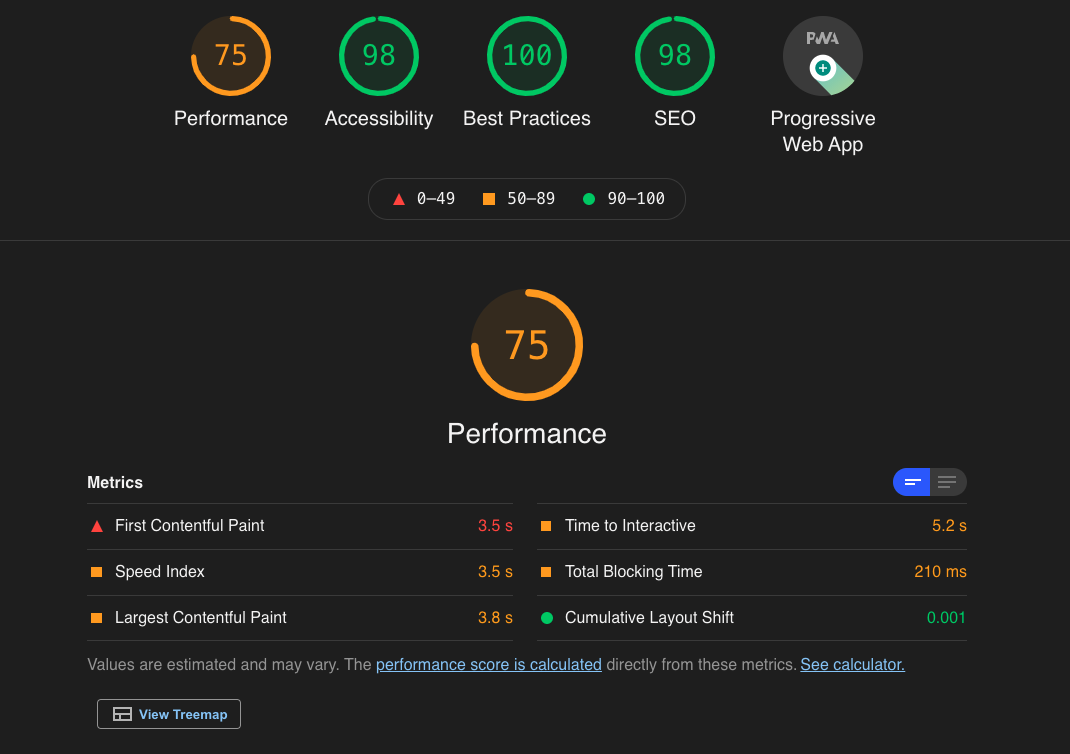 75
98
100
98
PWA
Performance
Accessibility
Best Practices
SEO
Progressive
Web App
0–49
50–89
90–100
75
Performance
Metrics
First Contentful Paint 3.5 s
Time to Interactive 5.2 s
Speed Index 3.5 s
Total Blocking Time 210 ms
Largest Contentful Paint 3.8 s
Cumulative Layout Shift 0.001
Values are estimated and may vary. The performance score is calculated directly from these metrics. See calculator.
View Treemap